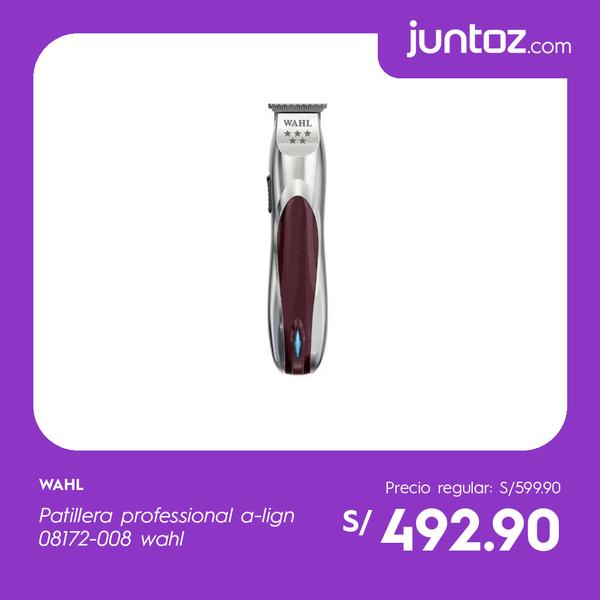 juntoz.com
WAHL
WAHL
Precio regular: S/599.90
Patillera professional a-lign
08172-008 wahl
S/ 492.90